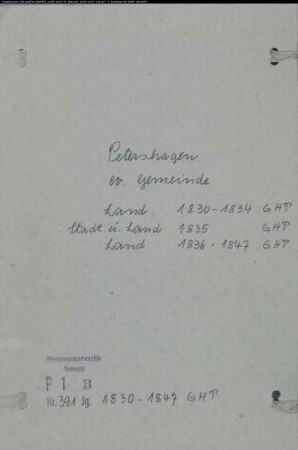 Petershagen
ev. Gemeinde
Land 1830-1834 GHT
Stadt u. Land 1835 GHT
Land 1836-1847 GHT
Personenstandsarchiv
Detmold
P 1 B
Nr. 391 Jg. 1830-1847 GHT